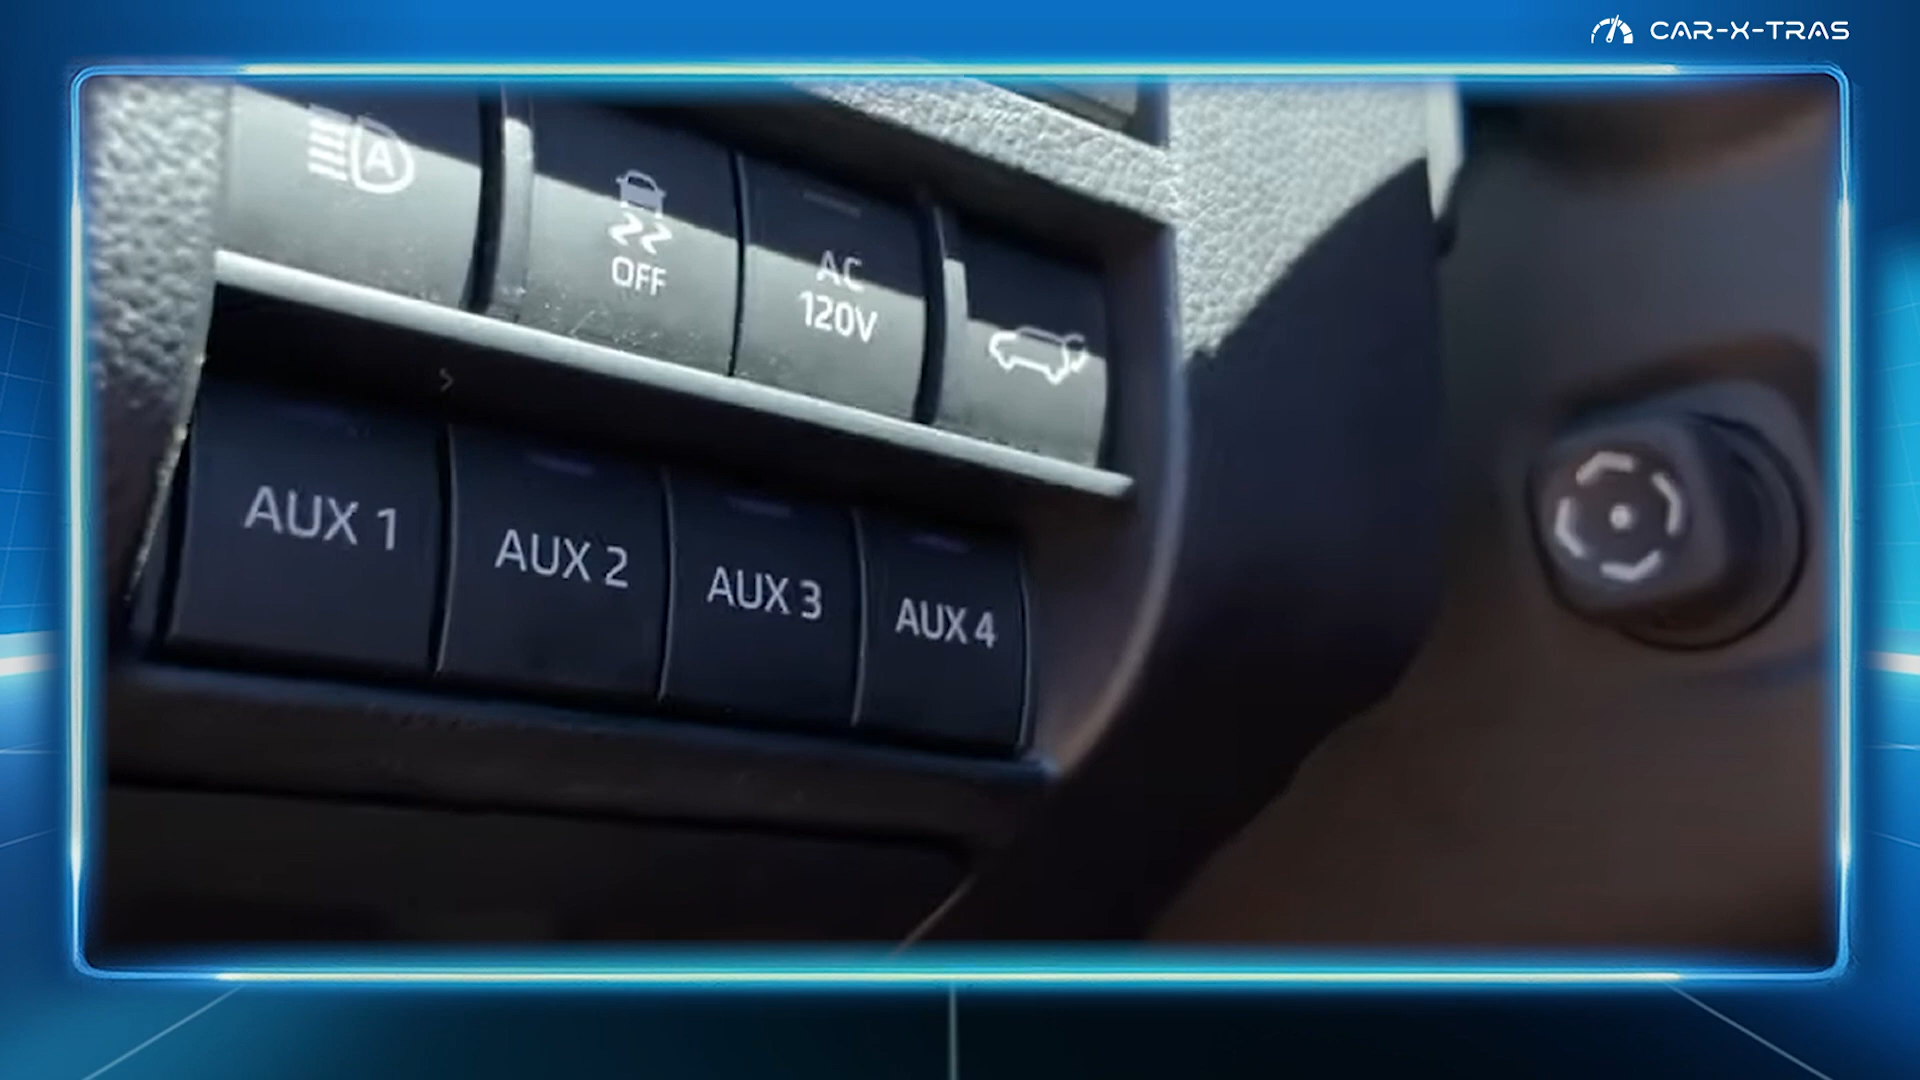 CAR-X-TRAS
A
OFF
AC
120V
AUX 1
AUX 2
AUX 3
AUX 4